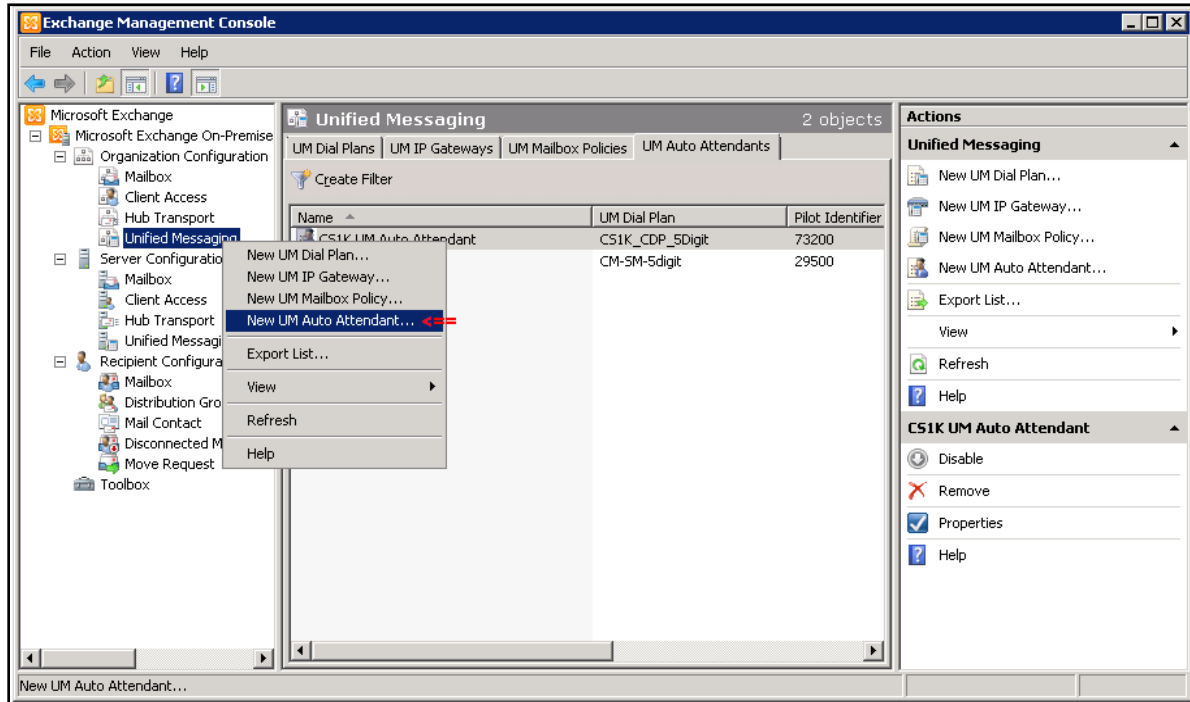 Exchange Management Console
File Action View Help
Microsoft Exchange
Microsoft Exchange On-Premise
Organization Configuration
Mailbox
Client Access
Hub Transport
Unified Messaging
Server Configuratio
Mailbox
Client Access
Hub Transport
Unified Messagi
Recipient Configura
Mailbox
Distribution Gro
Mail Contact
Disconnected M
Move Request
Toolbox
New UM Dial Plan...
New UM IP Gateway...
New UM Mailbox Policy...
New UM Auto Attendant... <==
Export List...
View
Refresh
Help
Unified Messaging 2 objects
UM Dial Plans UM IP Gateways UM Mailbox Policies UM Auto Attendants
Create Filter
Name UM Dial Plan Pilot Identifier
CS1K UM Auto Attendant CS1K_CDP_5Digit 73200
CM-SM-5digit 29500
Actions
Unified Messaging
New UM Dial Plan...
New UM IP Gateway...
New UM Mailbox Policy...
New UM Auto Attendant...
Export List...
View
Refresh
Help
CS1K UM Auto Attendant
Disable
Remove
Properties
Help
New UM Auto Attendant...